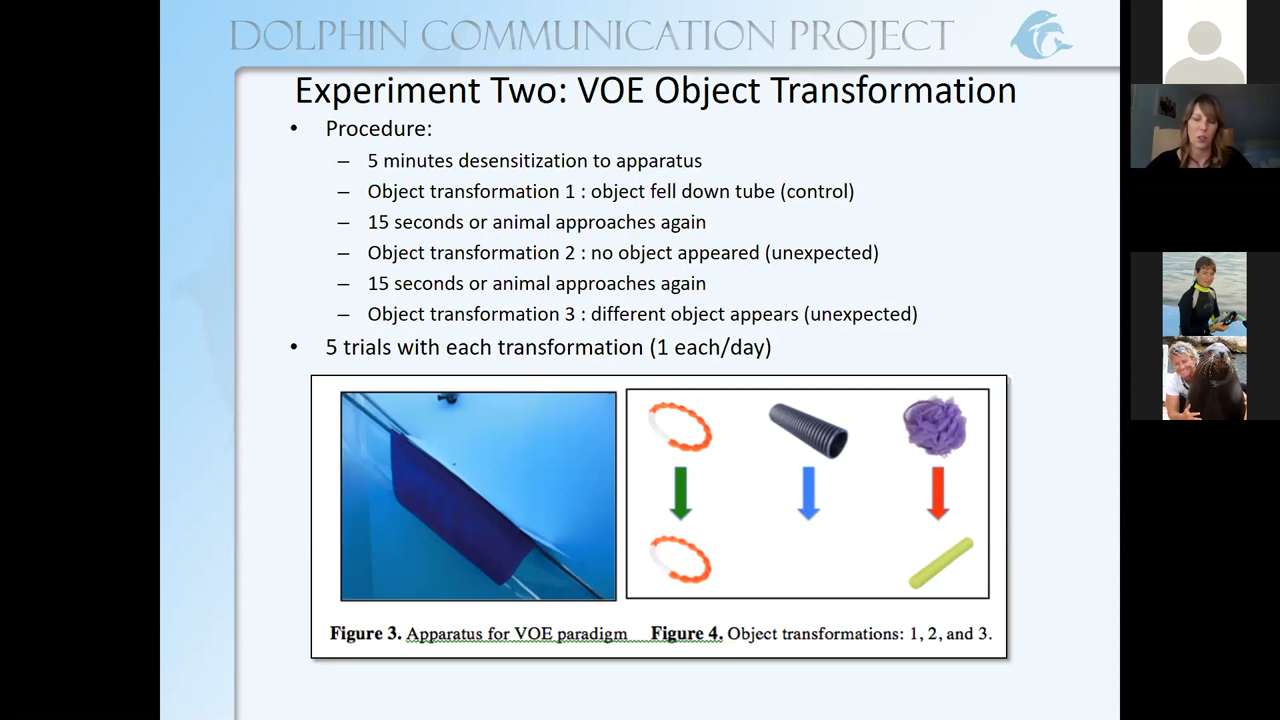 DOLPHIN COMMUNICATION PROJECT
Experiment Two: VOE Object Transformation
• Procedure:
– 5 minutes desensitization to apparatus
– Object transformation 1 : object fell down tube (control)
– 15 seconds or animal approaches again
– Object transformation 2 : no object appeared (unexpected)
– 15 seconds or animal approaches again
– Object transformation 3 : different object appears (unexpected)
• 5 trials with each transformation (1 each/day)
Figure 3. Apparatus for VOE paradigm Figure 4. Object transformations: 1, 2, and 3.